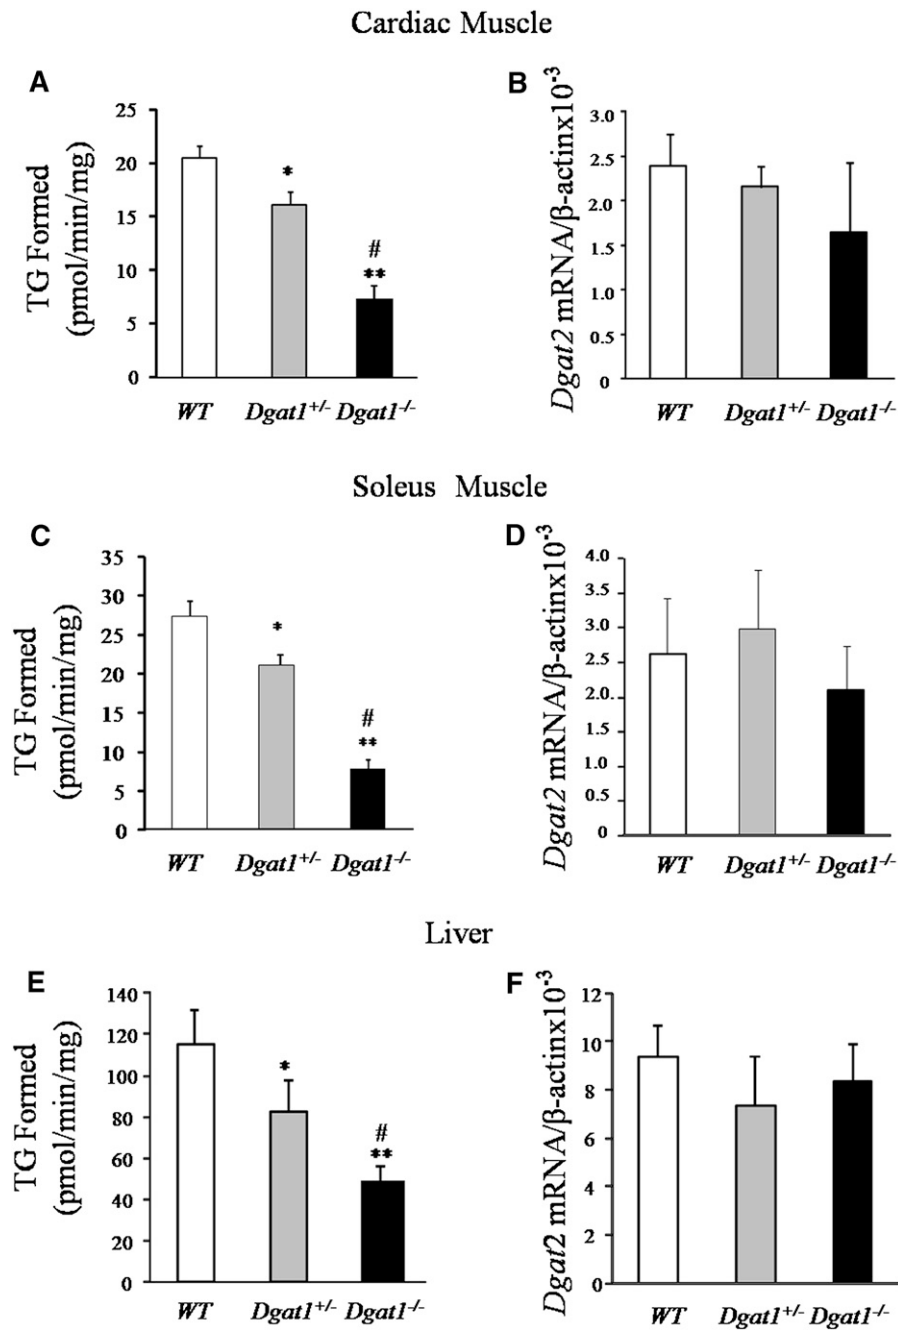 Cardiac Muscle
A
TG Formed
(pmol/min/mg)
25
20
15
10
5
0
*
#
**
WT Dgat1+/- Dgat1-/-
B
Dgat2 mRNA/β-actinx10-3
3.0
2.5
2.0
1.5
1.0
0.5
0
WT Dgat1+/- Dgat1-/-
Soleus Muscle
C
TG Formed
(pmol/min/mg)
35
30
25
20
15
10
5
0
*
#
**
WT Dgat1+/- Dgat1-/-
D
Dgat2 mRNA/β-actinx10-3
4.0
3.5
3.0
2.5
2.0
1.5
1.0
0.5
0
WT Dgat1+/- Dgat1-/-
Liver
E
TG Formed
(pmol/min/mg)
140
120
100
80
60
40
20
0
*
#
**
WT Dgat1+/- Dgat1-/-
F
Dgat2 mRNA/β-actinx10-3
12
10
8
6
4
2
0
WT Dgat1+/- Dgat1-/-